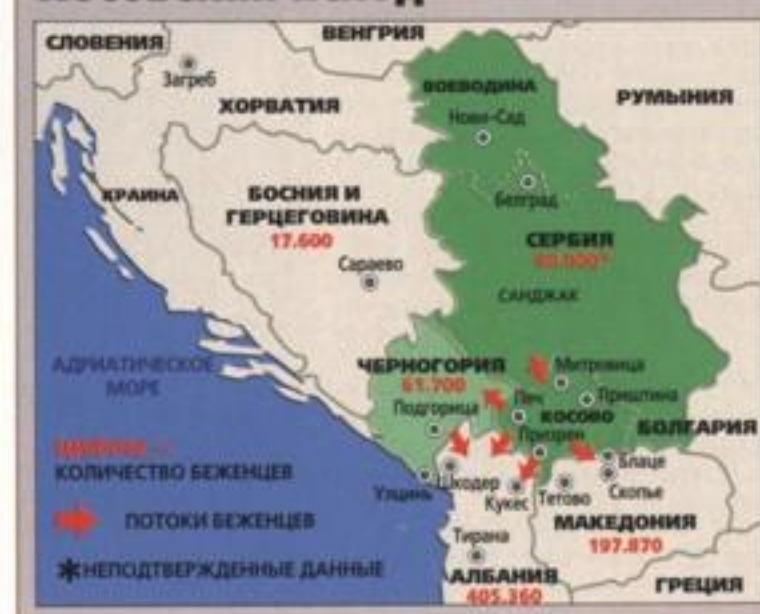 СЛОВЕНИЯ
ВЕНГРИЯ
Загреб
ХОРВАТИЯ
ВОЕВОДИНА
РУМЫНИЯ
Нови-Сад
КРАИНА
БОСНИЯ И
ГЕРЦЕГОВИНА
17.600
Белград
Сараево
СЕРБИЯ
САНДЖАК
АДРИАТИЧЕСКОЕ
МОРЕ
ЧЕРНОГОРИЯ
61.700
Митровица
Печ
Приштина
Подгорица
КОСОВО
Призрен
БОЛГАРИЯ
ЦИФРЫ —
КОЛИЧЕСТВО БЕЖЕНЦЕВ
Блаце
Улцинь
Шкодер
Кукес
Тетово
Скопье
ПОТОКИ БЕЖЕНЦЕВ
МАКЕДОНИЯ
197.870
Тирана
*НЕПОДТВЕРЖДЕННЫЕ ДАННЫЕ
АЛБАНИЯ
405.360
ГРЕЦИЯ